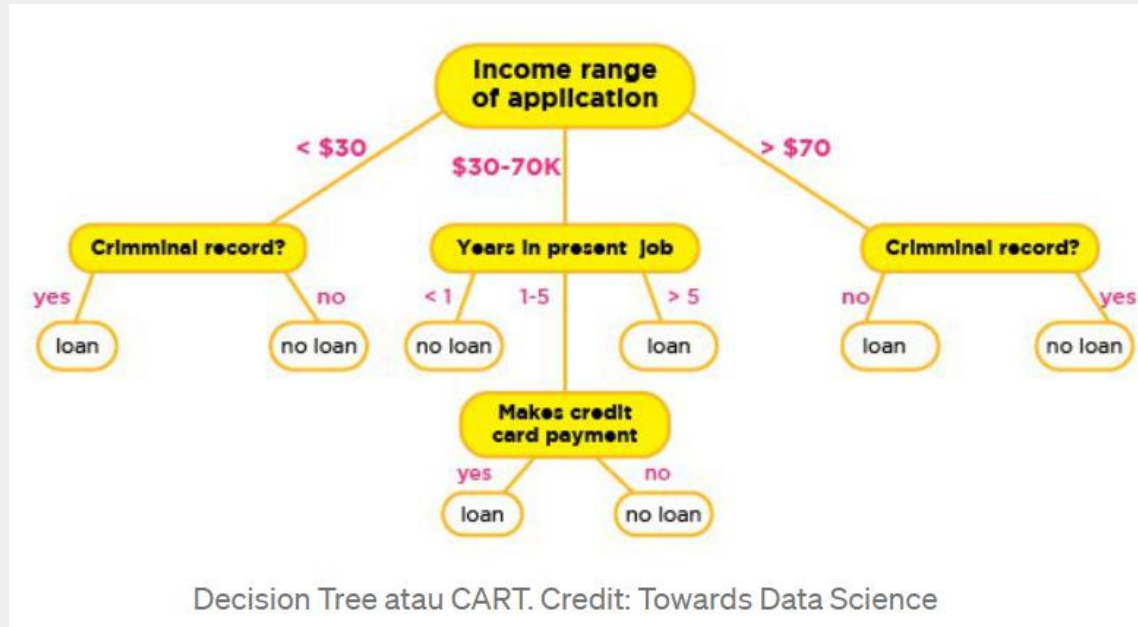 Income range
of application
< $30
$30-70K
> $70
Crimminal record?
Years in present job
Crimminal record?
yes
no
< 1
1-5
> 5
no
yes
loan
no loan
no loan
loan
loan
no loan
Makes credit
card payment
yes
no
loan
no loan
Decision Tree atau CART. Credit: Towards Data Science